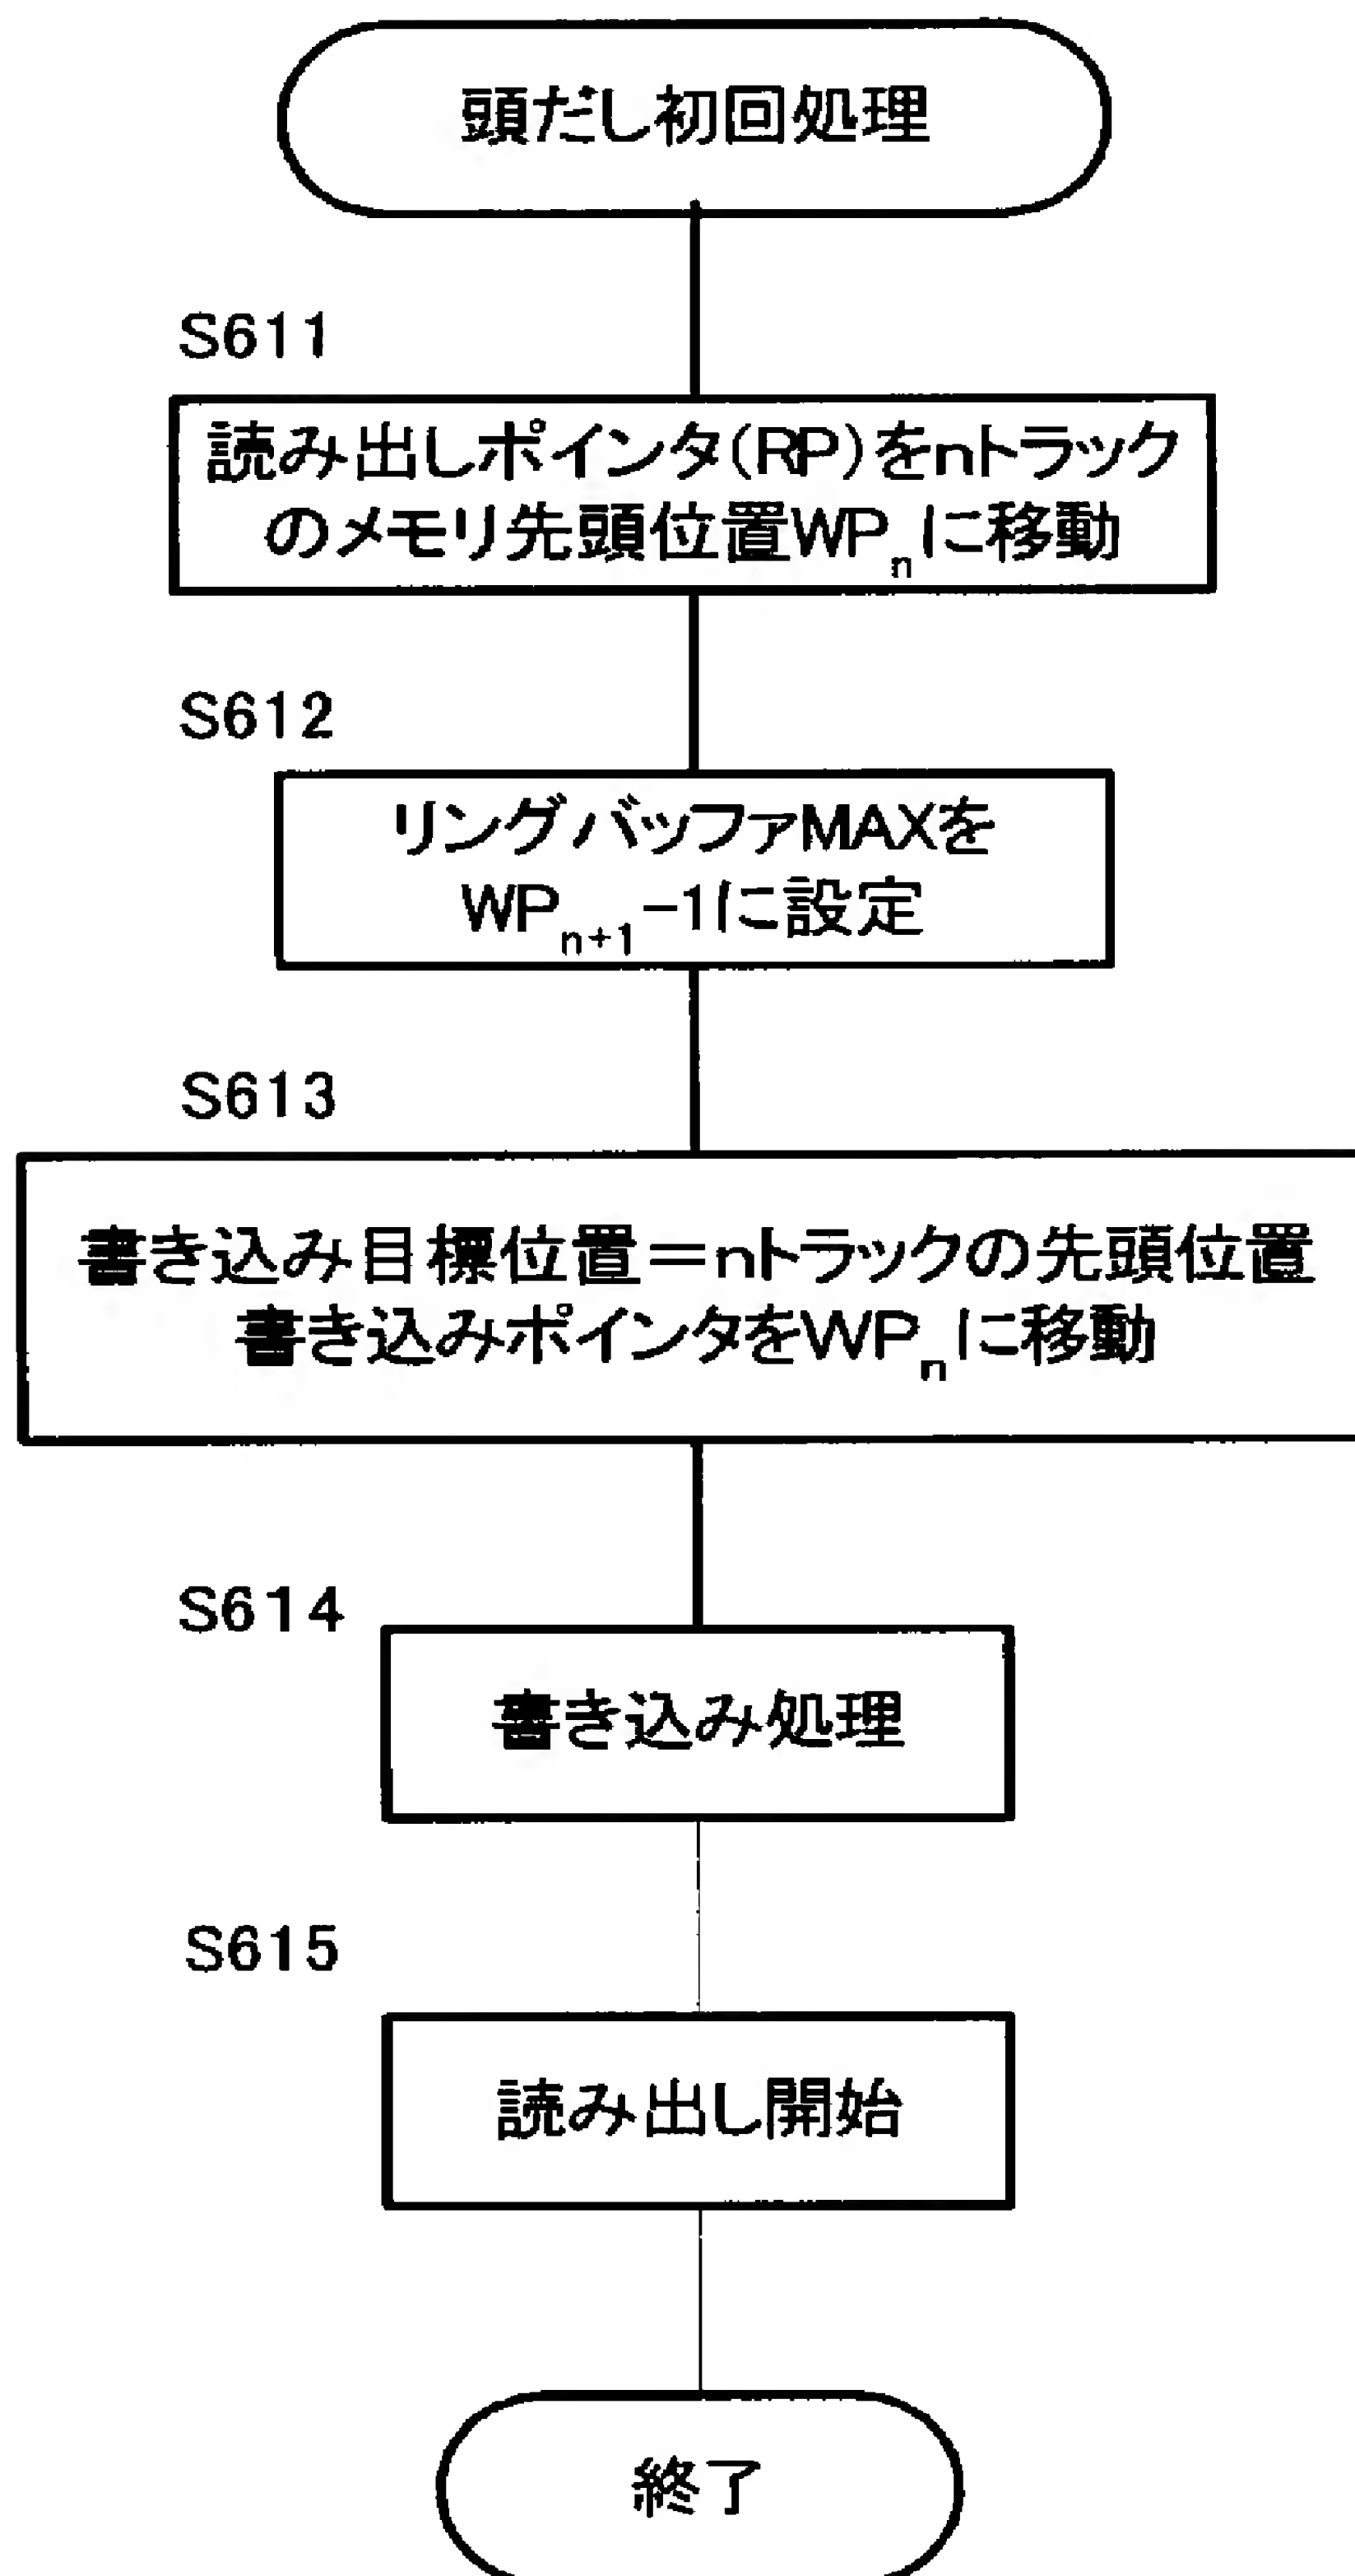 頭だし初回処理
S611
読み出しポインタ(RP)をnトラック
のメモリ先頭位置WPnに移動
S612
リングバッファMAXを
WPn+1-1に設定
S613
書き込み目標位置=nトラックの先頭位置
書き込みポインタをWPnに移動
S614
書き込み処理
S615
読み出し開始
終了